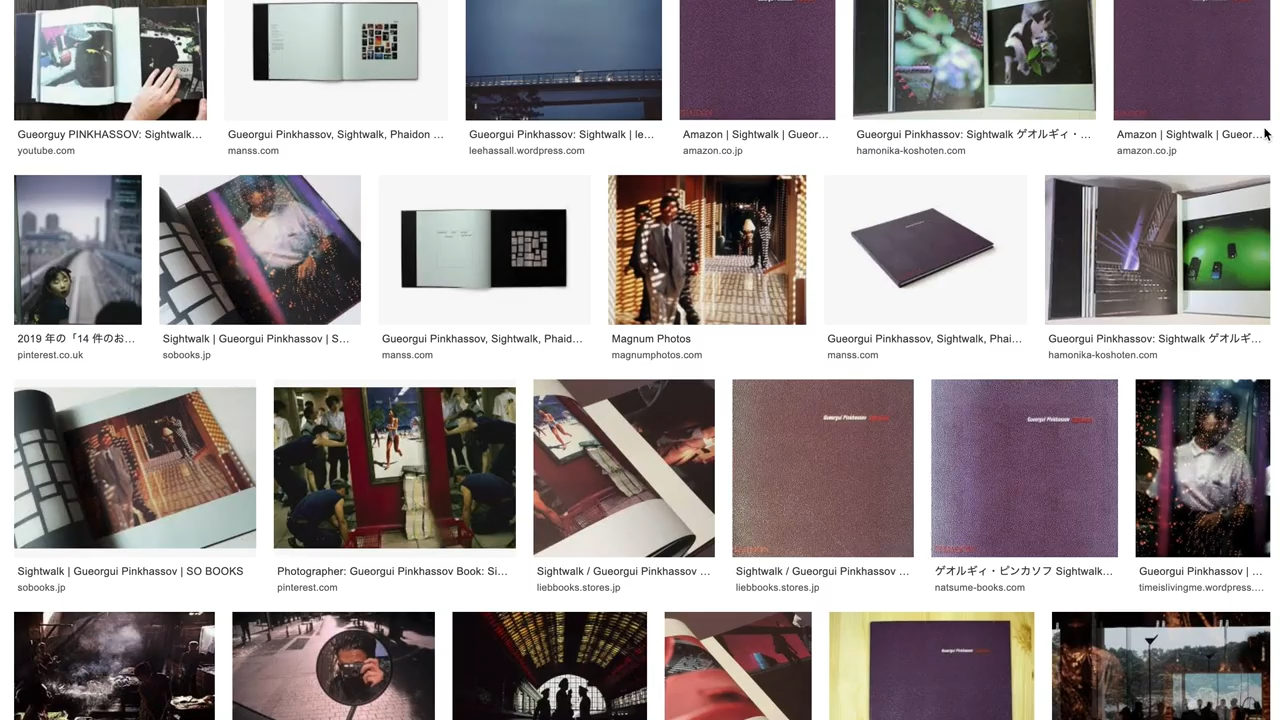 Gueorguy PINKHASSOV: Sightwalk...
youtube.com
Gueorgui Pinkhassov, Sightwalk, Phaidon ...
manss.com
Gueorgui Pinkhassov: Sightwalk | le...
leehassall.wordpress.com
Amazon | Sightwalk | Gueor...
amazon.co.jp
Gueorgui Pinkhassov: Sightwalk ゲオルギィ・...
hamonika-koshoten.com
Amazon | Sightwalk | Gueor...
amazon.co.jp
2019 年の「14 件のお...
pinterest.co.uk
Sightwalk | Gueorgui Pinkhassov | S...
sobooks.jp
Gueorgui Pinkhassov, Sightwalk, Phaid...
manss.com
Magnum Photos
magnumphotos.com
Gueorgui Pinkhassov, Sightwalk, Phai...
manss.com
Gueorgui Pinkhassov: Sightwalk ゲオルギ...
hamonika-koshoten.com
Gueorgui Pinkhassov
Gueorgui Pinkhassov
Sightwalk | Gueorgui Pinkhassov | SO BOOKS
sobooks.jp
Photographer: Gueorgui Pinkhassov Book: Si...
pinterest.com
Sightwalk / Gueorgui Pinkhassov ...
liebbooks.stores.jp
Sightwalk / Gueorgui Pinkhassov ...
liebbooks.stores.jp
ゲオルギィ・ピンカソフ Sightwalk...
natsume-books.com
Gueorgui Pinkhassov | ...
timeislivingme.wordpress....
Gueorgui Pinkhassov